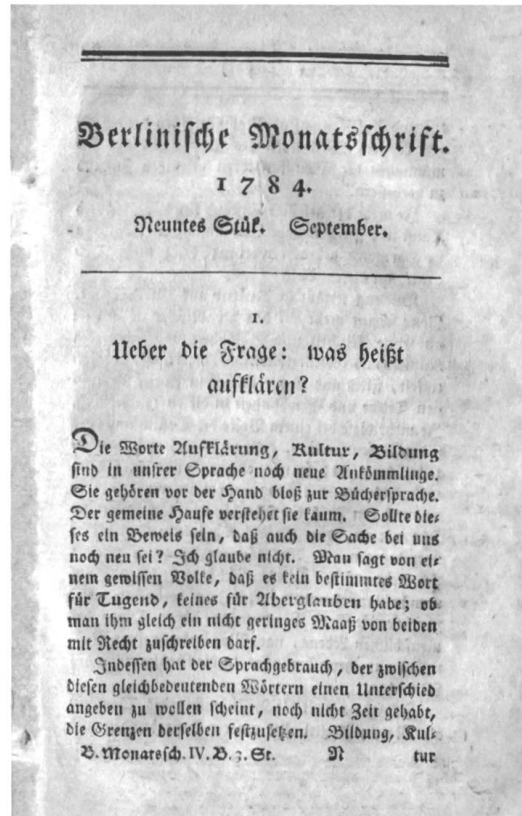 Berlinische Monatsschrift.
1784.
Neuntes Stük. September.
1.
Ueber die Frage: was heißt
aufklären?
Die Worte Aufklärung, Kultur, Bildung
sind in unsrer Sprache noch neue Ankömmlinge.
Sie gehören vor der Hand bloß zur Büchersprache.
Der gemeine Haufe verstehet sie kaum. Sollte die-
ses ein Beweis sein, daß auch die Sache bei uns
noch neu sei? Ich glaube nicht. Man sagt von ei-
nem gewissen Volke, daß es kein bestimmtes Wort
für Tugend, keines für Aberglauben habe; ob
man ihm gleich ein nicht geringes Maaß von beiden
mit Recht zuschreiben darf.
Indessen hat der Sprachgebrauch, der zwischen
diesen gleichbedeutenden Wörtern einen Unterschied
angeben zu wollen scheint, noch nicht Zeit gehabt,
die Grenzen derselben festzusetzen. Bildung, Kul-
B. Monatssch. IV. B. 3. St. N tur